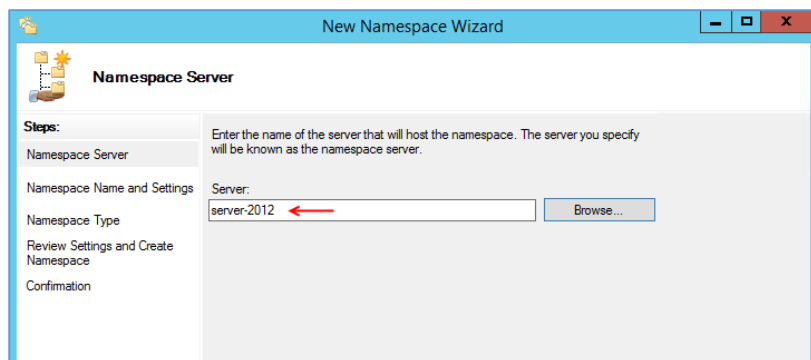 New Namespace Wizard
Namespace Server
Steps:
Namespace Server
Namespace Name and Settings
Namespace Type
Review Settings and Create
Namespace
Confirmation
Enter the name of the server that will host the namespace. The server you specify
will be known as the namespace server.
Server:
server-2012
Browse...